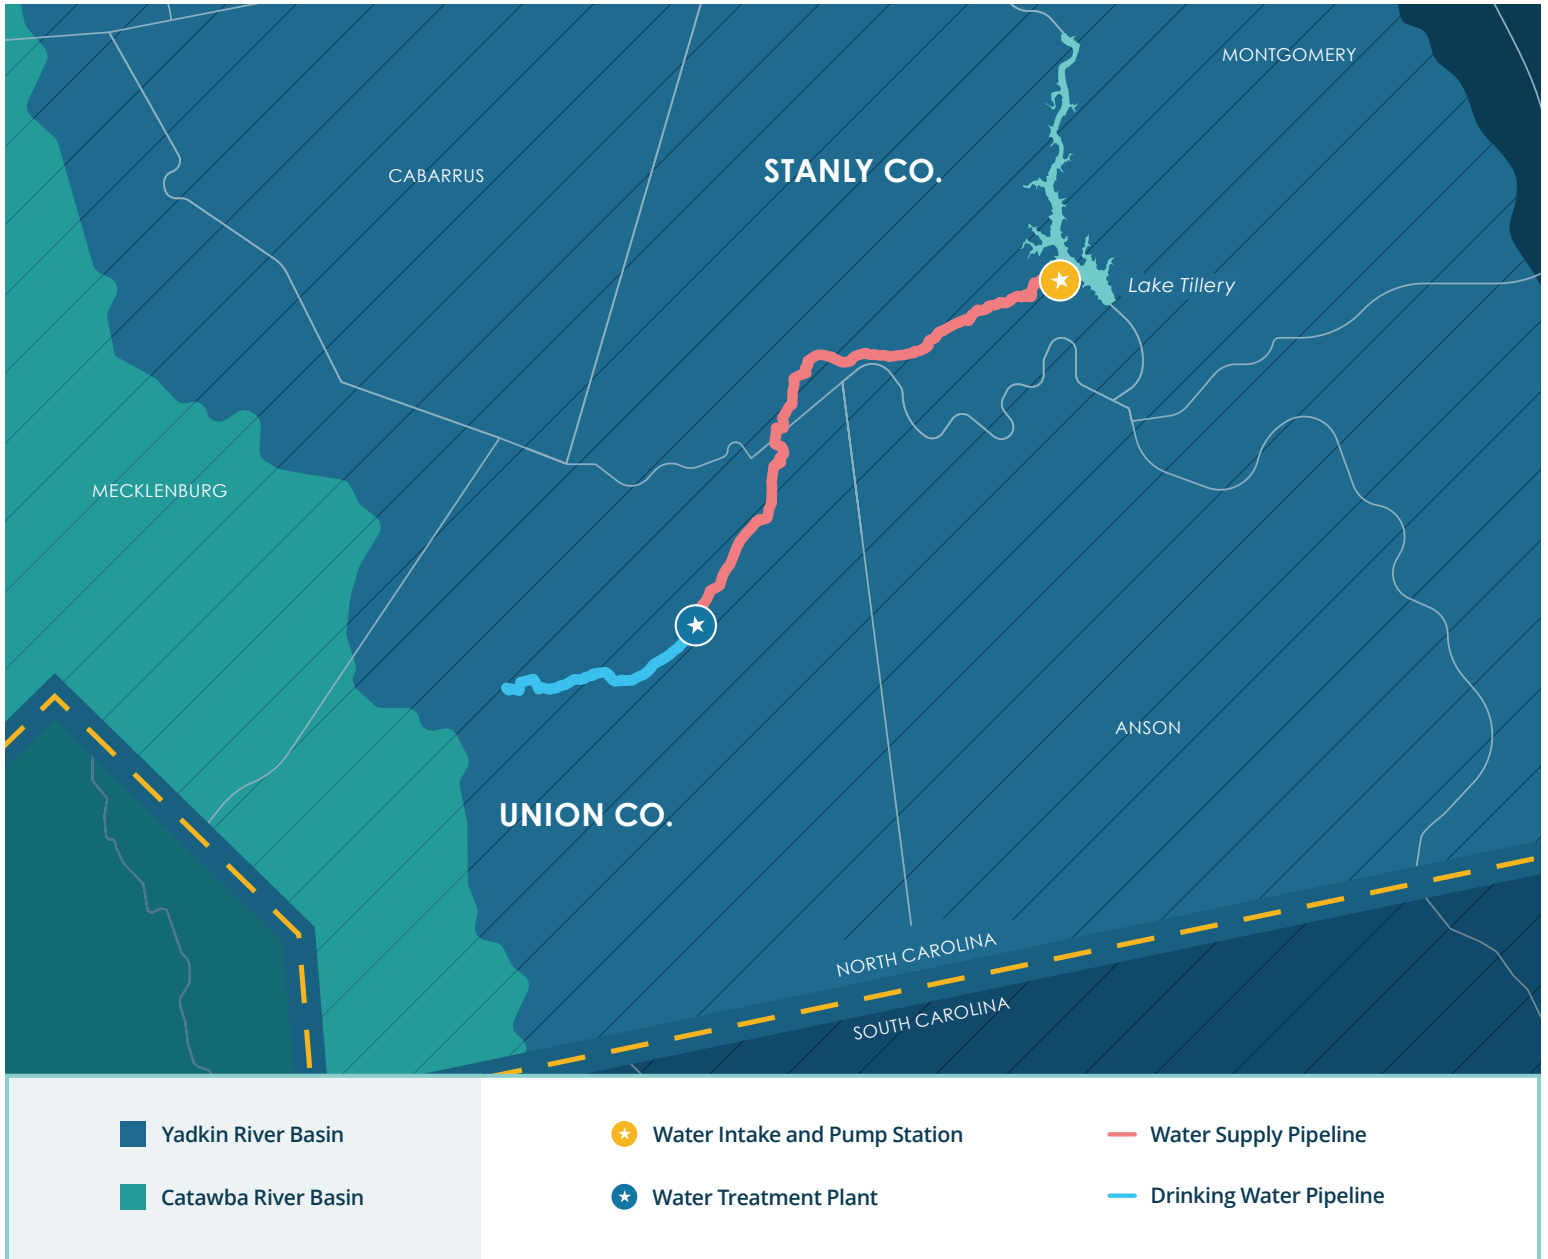 MONTGOMERY
STANLY CO.
CABARRUS
Lake Tillery
MECKLENBURG
ANSON
UNION CO.
NORTH CAROLINA
SOUTH CAROLINA
Yadkin River Basin
Catawba River Basin
Water Intake and Pump Station
Water Treatment Plant
Water Supply Pipeline
Drinking Water Pipeline